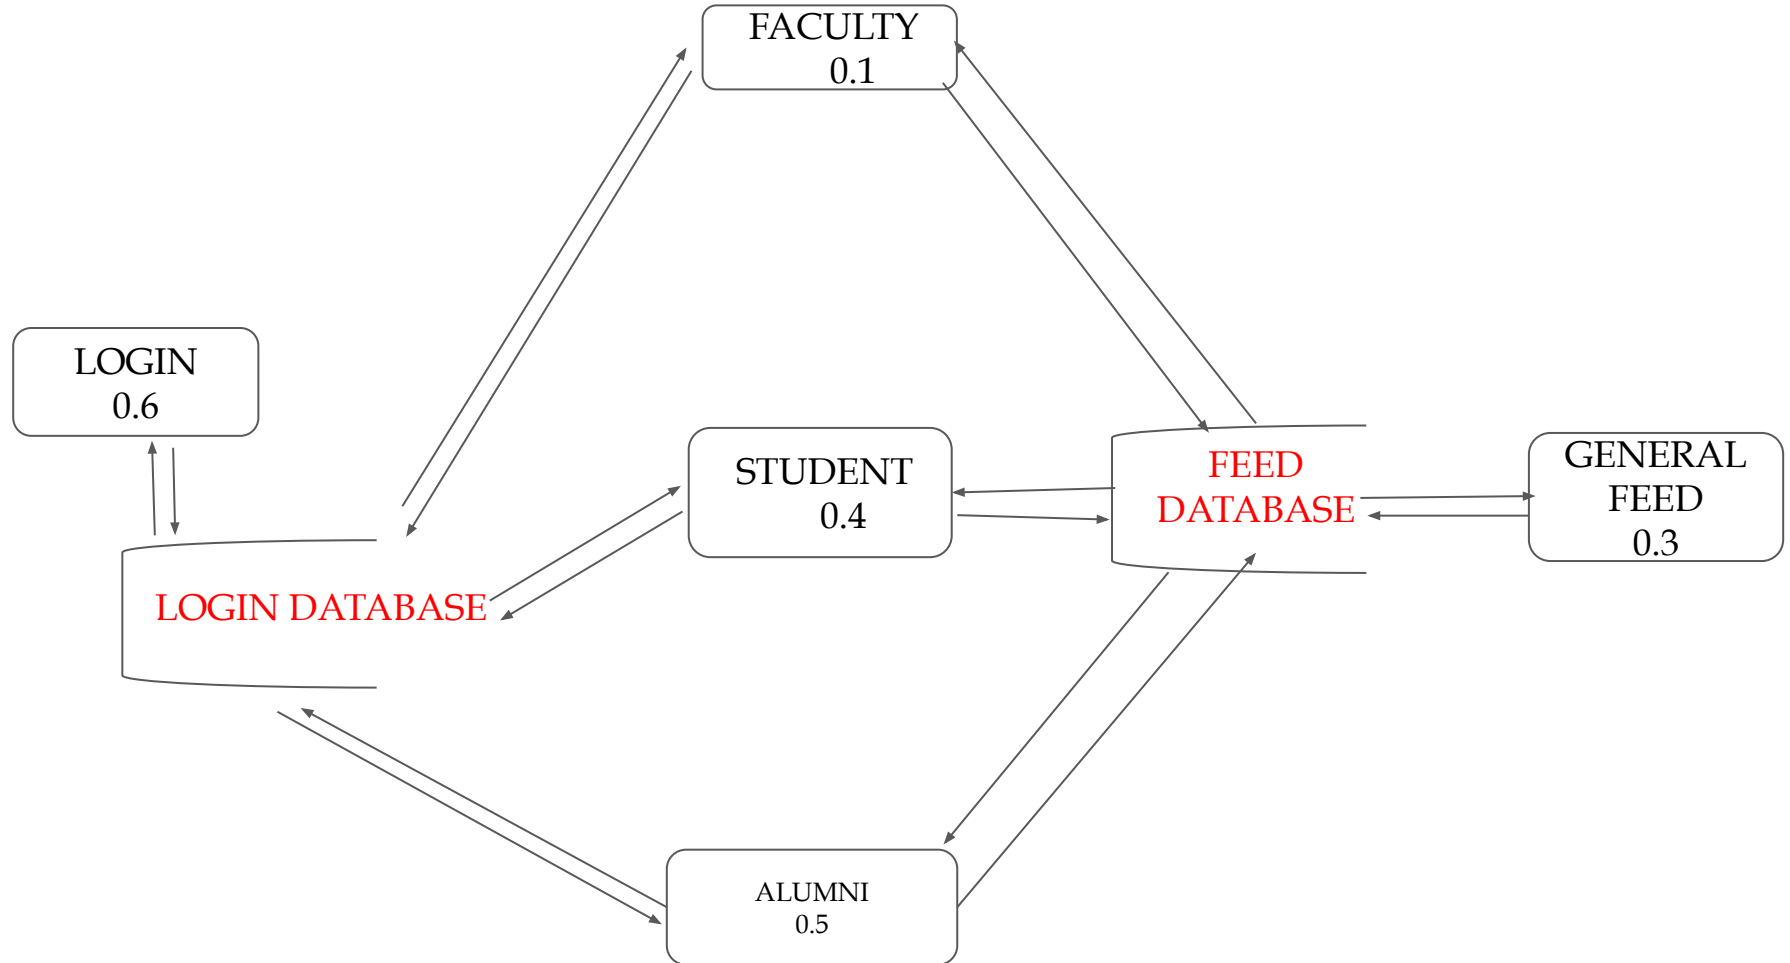 FACULTY
0.1
LOGIN
0.6
STUDENT
0.4
FEED
DATABASE
GENERAL
FEED
0.3
LOGIN DATABASE
ALUMNI
0.5